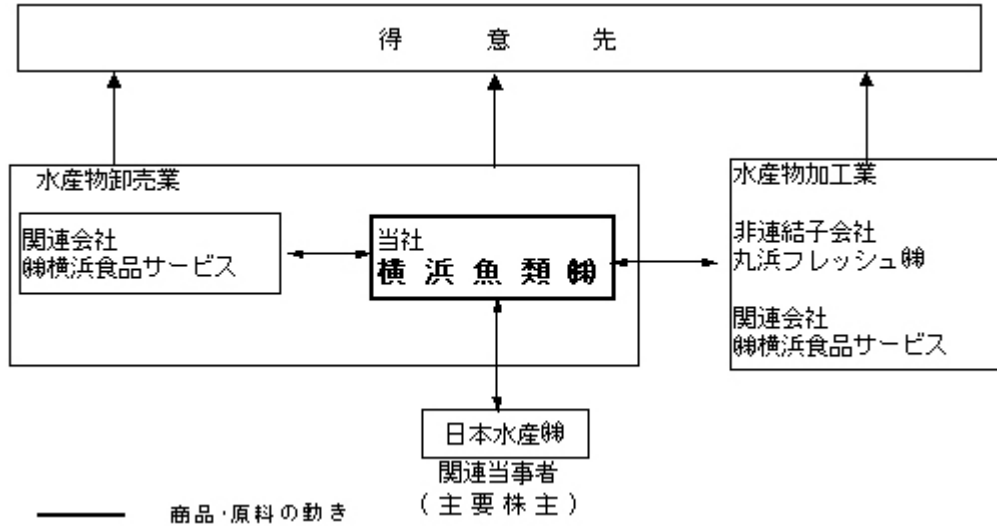 得意先
水産物卸売業
関連会社
㈱横浜食品サービス
当社
横浜魚類㈱
水産物加工業
非連結子会社
丸浜フレッシュ㈱
関連会社
㈱横浜食品サービス
日本水産㈱
関連当事者
(主要株主)
商品・原料の動き